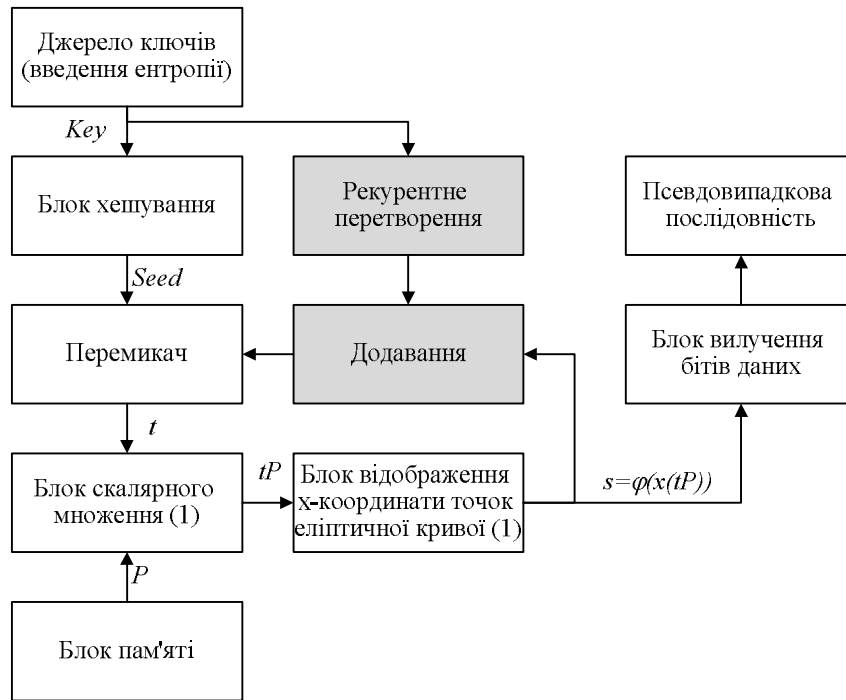 Джерело ключів
(введення ентропії)
Key
Блок хешування
Рекурентне
перетворення
Псевдовипадкова
послідовність
Seed
Перемикач
Додавання
Блок вилучення
бітів даних
t
Блок скалярного
множення (1)
tP
Блок відображення
x-координати точок
еліптичної кривої (1)
s=φ(x(tP))
P
Блок пам'яті